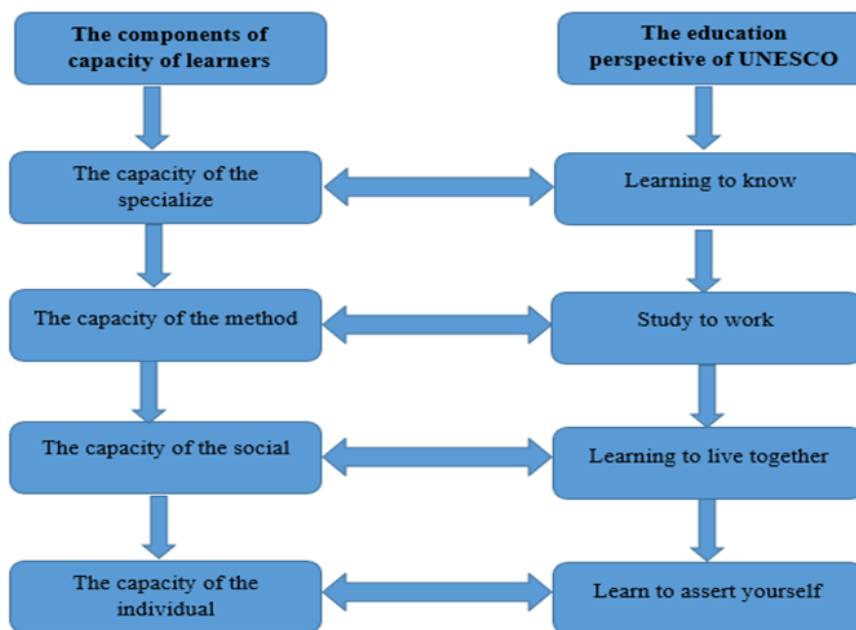 The components of
capacity of learners
The education
perspective of UNESCO
The capacity of the
specialize
Learning to know
The capacity of the method
Study to work
The capacity of the social
Learning to live together
The capacity of the
individual
Learn to assert yourself